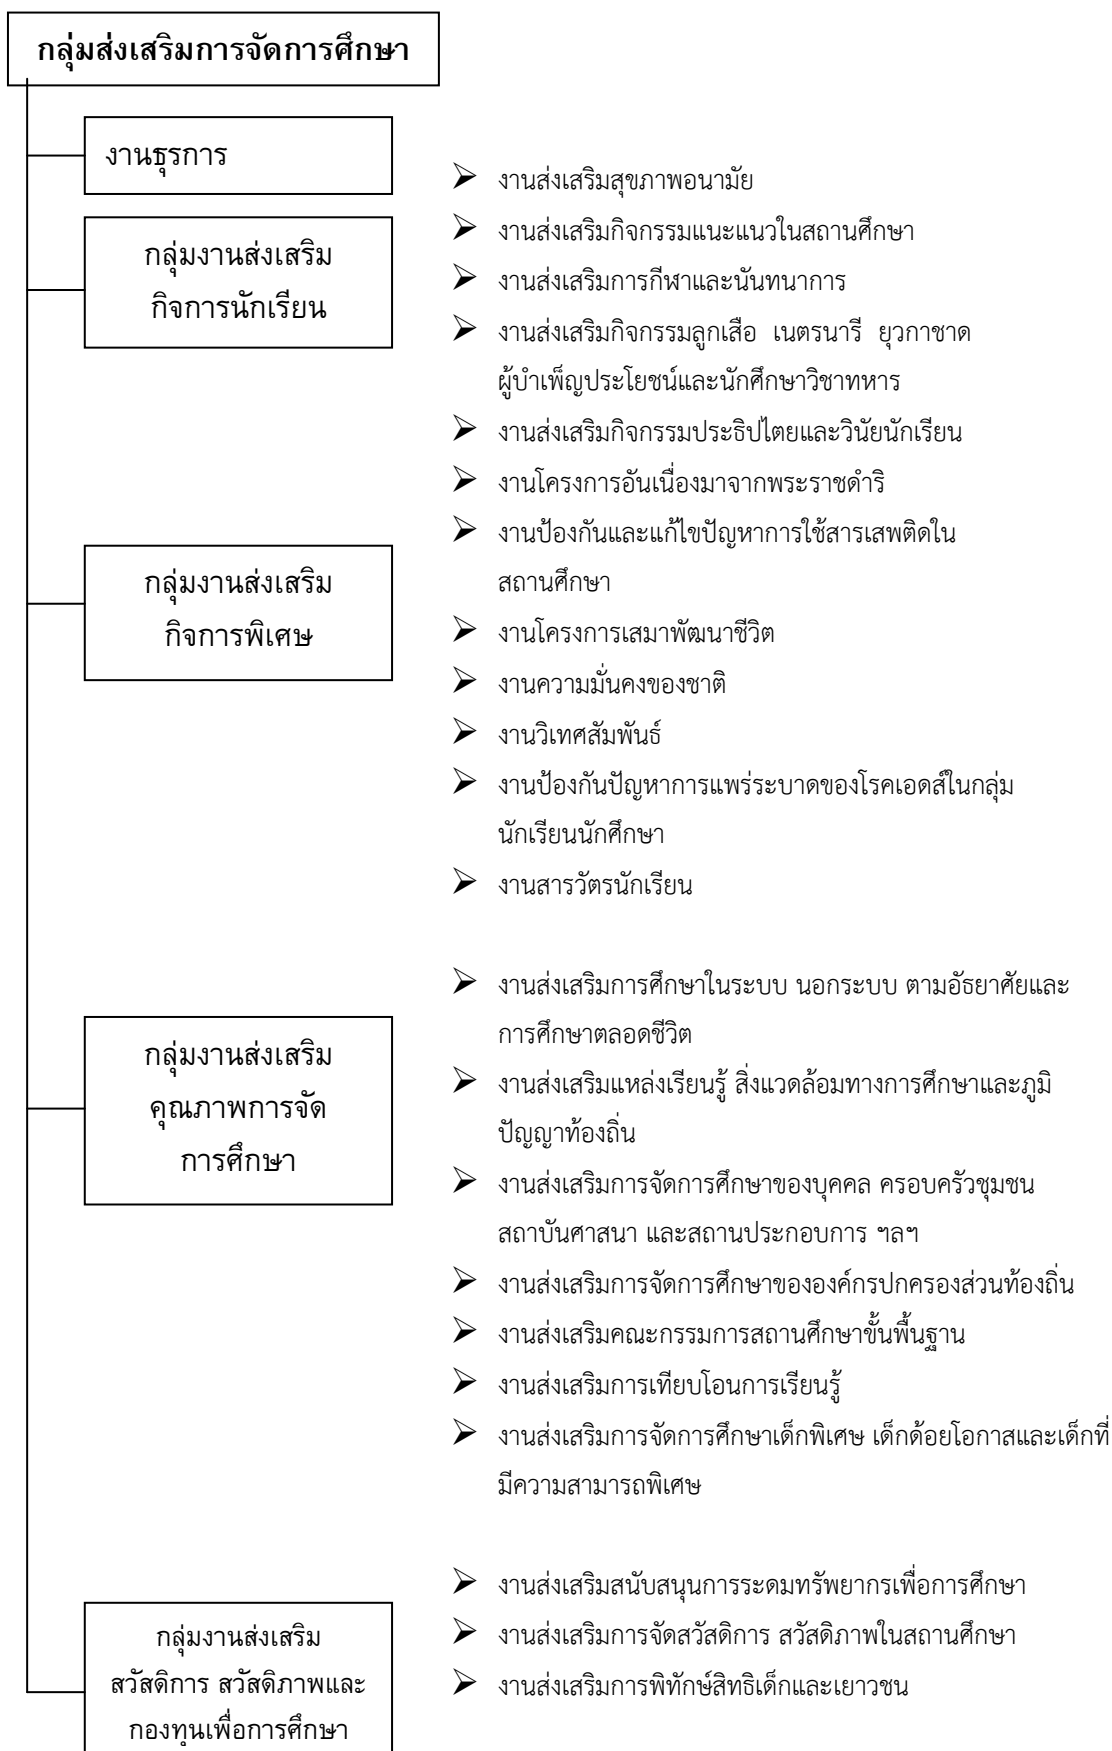 กลุ่มส่งเสริมการจัดการศึกษา
งานธุรการ
กลุ่มงานส่งเสริม
กิจการนักเรียน
งานส่งเสริมสุขภาพอนามัย
งานส่งเสริมกิจกรรมแนะแนวในสถานศึกษา
งานส่งเสริมการกีฬาและนันทนาการ
งานส่งเสริมกิจกรรมลูกเสือ เนตรนารี ยุวกาชาด
ผู้บำเพ็ญประโยชน์และนักศึกษาวิชาทหาร
งานส่งเสริมกิจกรรมประธิปไตยและวินัยนักเรียน
กลุ่มงานส่งเสริม
กิจการพิเศษ
งานโครงการอันเนื่องมาจากพระราชดำริ
งานป้องกันและแก้ไขปัญหาการใช้สารเสพติดใน
สถานศึกษา
งานโครงการเสมาพัฒนาชีวิต
งานความมั่นคงของชาติ
งานวิเทศสัมพันธ์
งานป้องกันปัญหาการแพร่ระบาดของโรคเอดส์ในกลุ่ม
นักเรียนนักศึกษา
งานสารวัตรนักเรียน
กลุ่มงานส่งเสริม
คุณภาพการจัด
การศึกษา
งานส่งเสริมการศึกษาในระบบ นอกระบบ ตามอัธยาศัยและ
การศึกษาตลอดชีวิต
งานส่งเสริมแหล่งเรียนรู้ สิ่งแวดล้อมทางการศึกษาและภูมิ
ปัญญาท้องถิ่น
งานส่งเสริมการจัดการศึกษาของบุคคล ครอบครัวชุมชน
สถาบันศาสนา และสถานประกอบการ ฯลฯ
งานส่งเสริมการจัดการศึกษาขององค์กรปกครองส่วนท้องถิ่น
งานส่งเสริมคณะกรรมการสถานศึกษาขั้นพื้นฐาน
งานส่งเสริมการเทียบโอนการเรียนรู้
งานส่งเสริมการจัดการศึกษาเด็กพิเศษ เด็กด้อยโอกาสและเด็กที่
มีความสามารถพิเศษ
กลุ่มงานส่งเสริม
สวัสดิการ สวัสดิภาพและ
กองทุนเพื่อการศึกษา
งานส่งเสริมสนับสนุนการระดมทรัพยากรเพื่อการศึกษา
งานส่งเสริมการจัดสวัสดิการ สวัสดิภาพในสถานศึกษา
งานส่งเสริมการพิทักษ์สิทธิเด็กและเยาวชน